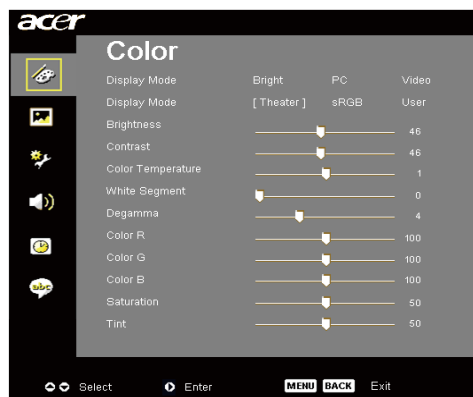 acer
Color
Display Mode Bright PC Video
Display Mode [ Theater ] sRGB User
Brightness 46
Contrast 46
Color Temperature 1
White Segment 0
Degamma 4
Color R 100
Color G 100
Color B 100
Saturation 50
Tint 50
abc
Select Enter MENU BACK Exit